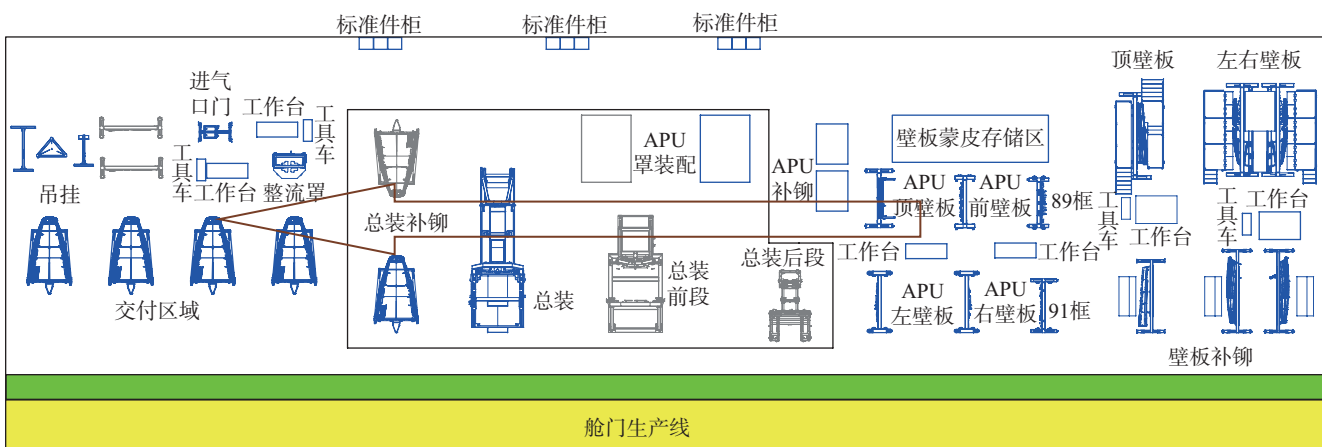 标准件柜
标准件柜
标准件柜
顶壁板
左右壁板
进气
口门
工作台
工具车
吊挂
工具车
工作台
整流罩
总装补铆
APU
罩装配
APU
补铆
壁板蒙皮存储区
APU
顶壁板
APU
前壁板
89框
工具车
工作台
工具车
工作台
交付区域
总装
总装
前段
总装后段
工作台
工作台
APU
左壁板
APU
右壁板
91框
壁板补铆
舱门生产线